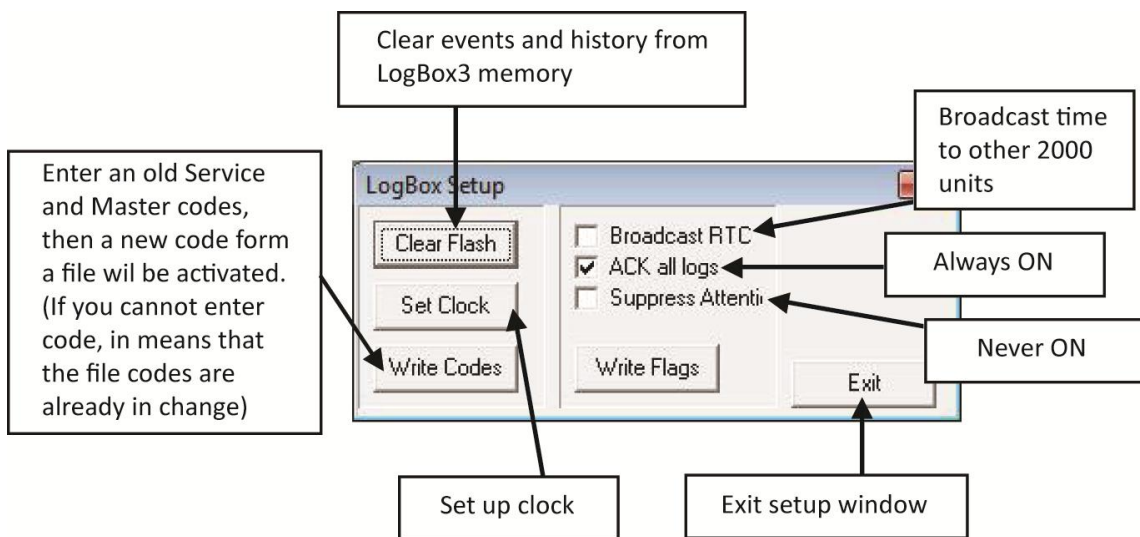 Clear events and history from
LogBox3 memory
Broadcast time
to other 2000
units
Enter an old Service
and Master codes,
then a new code form
a file wil be activated.
(If you cannot enter
code, in means that
the file codes are
already in change)
LogBox Setup
Clear Flash
Set Clock
Write Codes
Broadcast RTC
ACK all logs
Suppress Attenti
Write Flags
Exit
Always ON
Never ON
Set up clock
Exit setup window